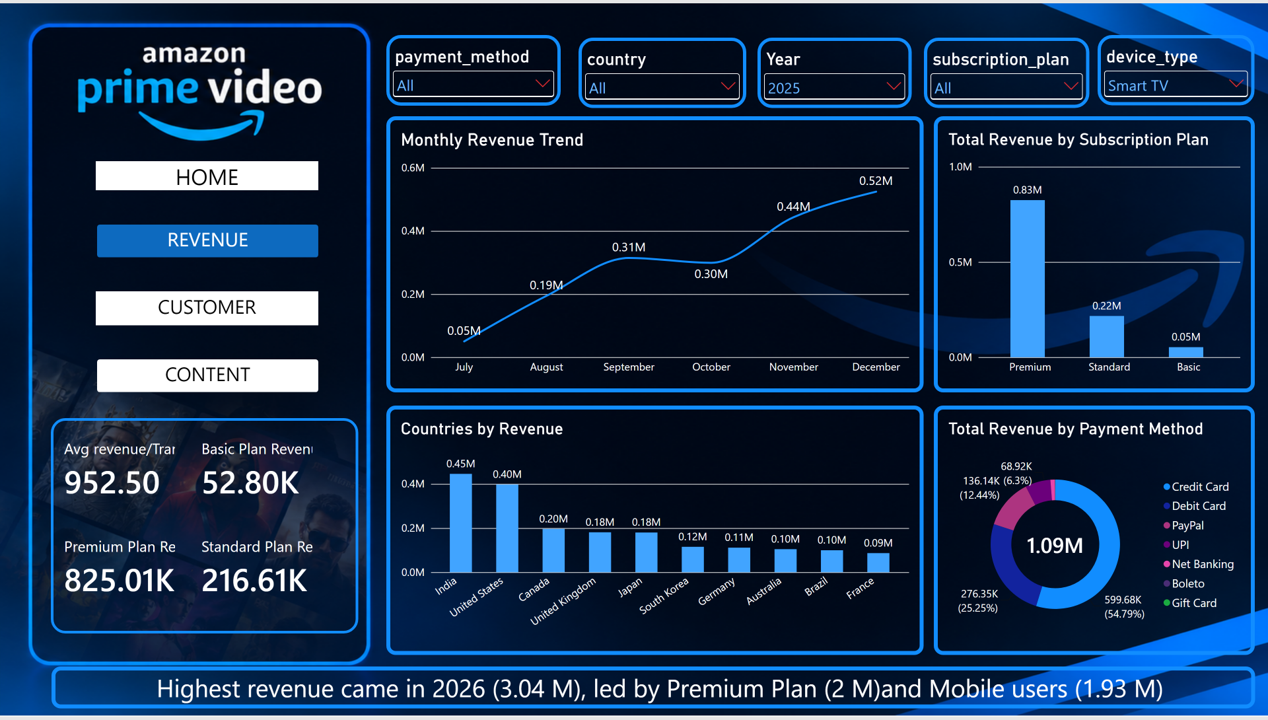 amazon
prime video
HOME
REVENUE
CUSTOMER
CONTENT
Avg revenue/Tran
952.50
Basic Plan Revenu
52.80K
Premium Plan Re
825.01K
Standard Plan Re
216.61K
payment_method
All
country
All
Year
2025
subscription_plan
All
device_type
Smart TV
Monthly Revenue Trend
0.6M
0.4M
0.2M
0.0M
0.05M
0.19M
0.31M
0.30M
0.44M
0.52M
July August September October November December
Total Revenue by Subscription Plan
1.0M
0.5M
0.0M
0.83M
0.22M
0.05M
Premium Standard Basic
Countries by Revenue
0.4M
0.2M
0.0M
0.45M
0.40M
0.20M
0.18M
0.18M
0.12M
0.11M
0.10M
0.10M
0.09M
India
United States
Canada
United Kingdom
Japan
South Korea
Germany
Australia
Brazil
France
Total Revenue by Payment Method
68.92K
(6.3%)
136.14K
(12.44%)
276.35K
(25.25%)
599.68K
(54.79%)
1.09M
Credit Card
Debit Card
PayPal
UPI
Net Banking
Boleto
Gift Card
Highest revenue came in 2026 (3.04 M), led by Premium Plan (2 M)and Mobile users (1.93 M)